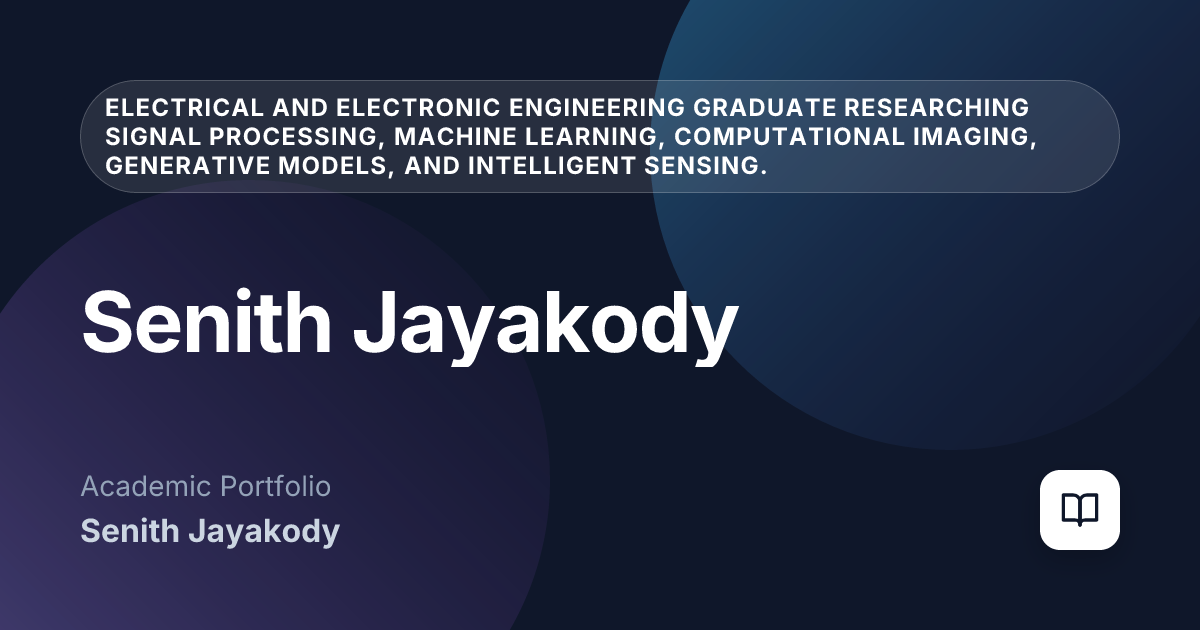 ELECTRICAL AND ELECTRONIC ENGINEERING GRADUATE RESEARCHING
SIGNAL PROCESSING, MACHINE LEARNING, COMPUTATIONAL IMAGING,
GENERATIVE MODELS, AND INTELLIGENT SENSING.
Senith Jayakody
Academic Portfolio
Senith Jayakody